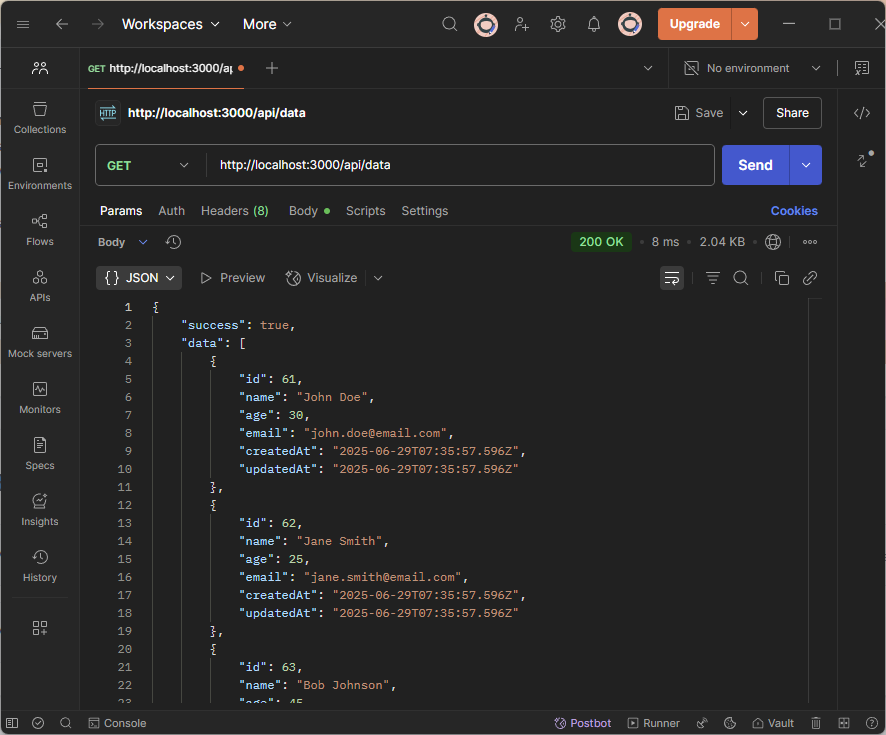 Workspaces More Upgrade
GET http://localhost:3000/ap No environment
HTTP http://localhost:3000/api/data Save Share
GET http://localhost:3000/api/data Send
Params Auth Headers (8) Body Scripts Settings Cookies
Body 200 OK 8 ms 2.04 KB
{ } JSON Preview Visualize
Collections
Environments
Flows
APIs
Mock servers
Monitors
Specs
Insights
History
1 {
2 "success": true,
3 "data": [
4 {
5 "id": 61,
6 "name": "John Doe",
7 "age": 30,
8 "email": "john.doe@email.com",
9 "createdAt": "2025-06-29T07:35:57.596Z",
10 "updatedAt": "2025-06-29T07:35:57.596Z"
11 },
12 {
13 "id": 62,
14 "name": "Jane Smith",
15 "age": 25,
16 "email": "jane.smith@email.com",
17 "createdAt": "2025-06-29T07:35:57.596Z",
18 "updatedAt": "2025-06-29T07:35:57.596Z"
19 },
20 {
21 "id": 63,
22 "name": "Bob Johnson",
23 "age": 45
Console Postbot Runner Vault